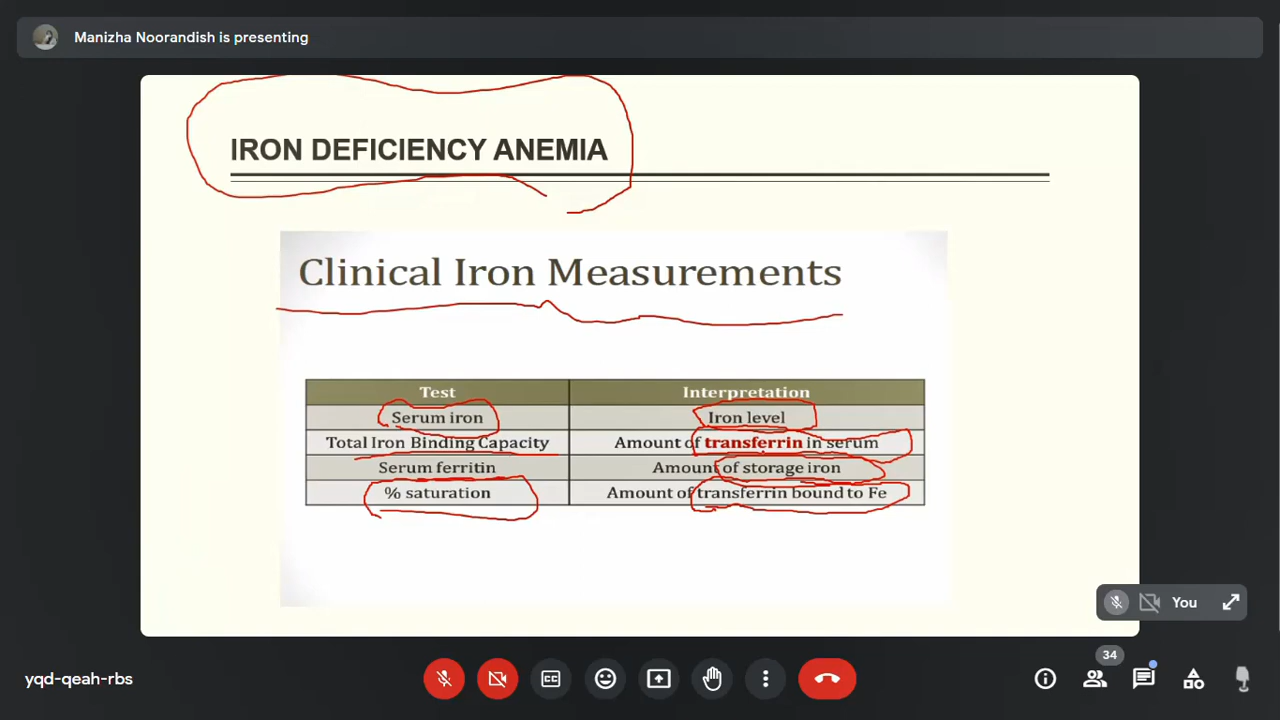 Manizha Noorandish is presenting
IRON DEFICIENCY ANEMIA
Clinical Iron Measurements
Test Interpretation
Serum iron Iron level
Total Iron Binding Capacity Amount of transferrin in serum
Serum ferritin Amount of storage iron
% saturation Amount of transferrin bound to Fe
You
34
yqd-qeah-rbs
CC